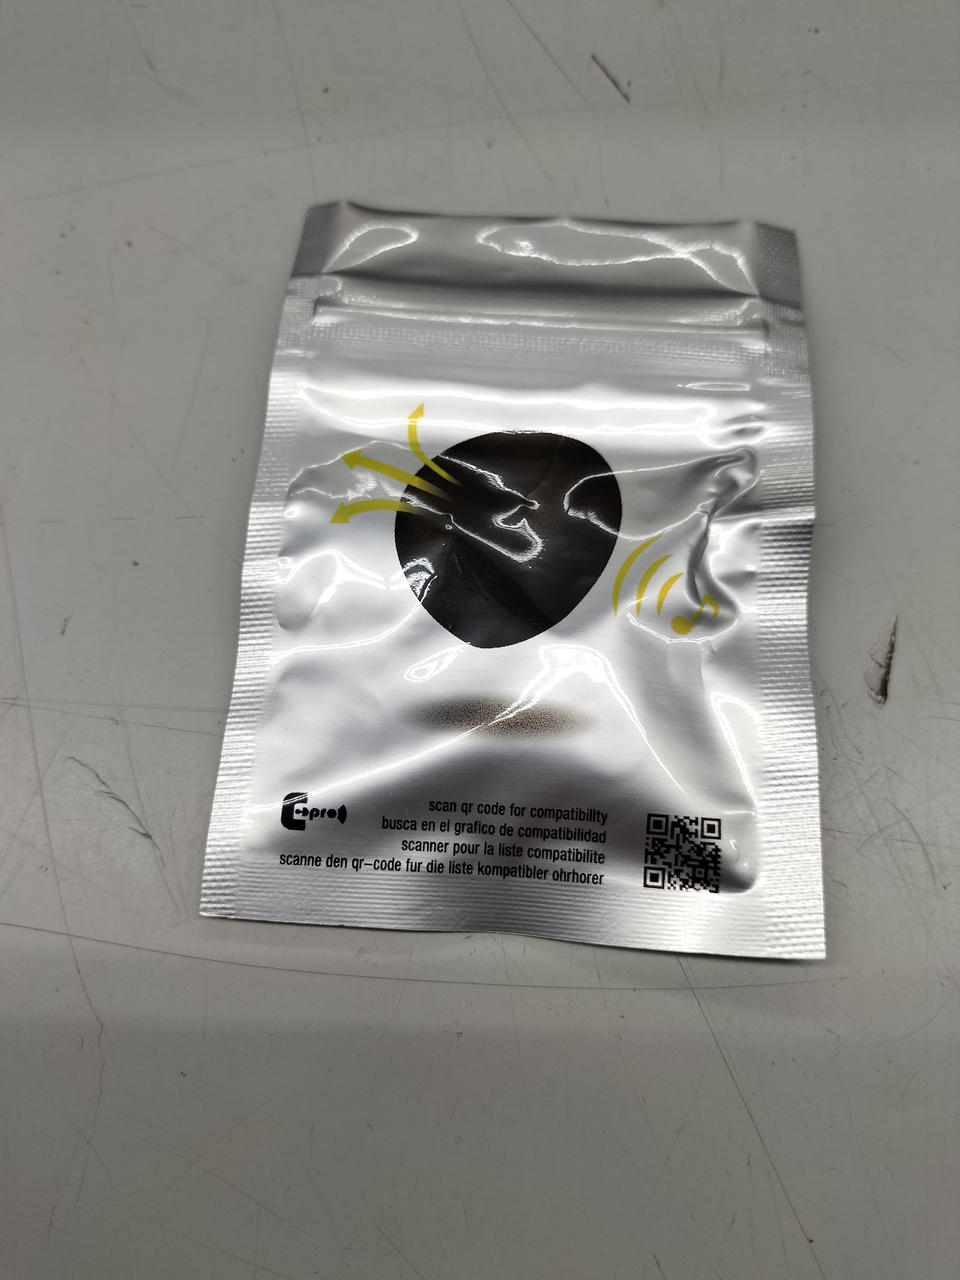 pro
scan qr code for compatibillty
busca en el grafico de compatibilidad
scanner pour la liste compatibilite
scanne den qr-code fur die liste kompatibler ohrhorer